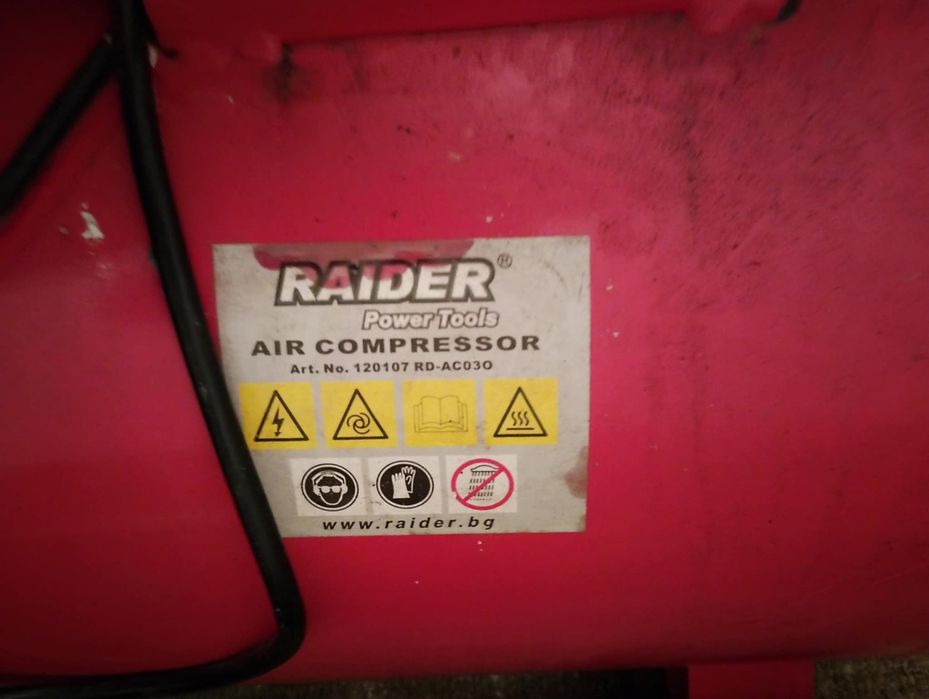 RAIDER®
Power Tools
AIR COMPRESSOR
Art. No. 120107 RD-AC03O
www.raider.bg